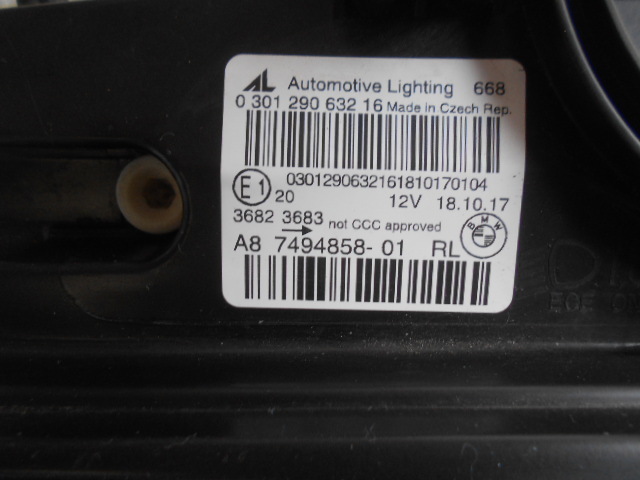 AL Automotive Lighting 668
0 301 290 632 16 Made in Czech Rep.
0301290632161810170104
E1
20 12V 18.10.17
3682 3683 not CCC approved
BMW
A8 7494858-01 RL